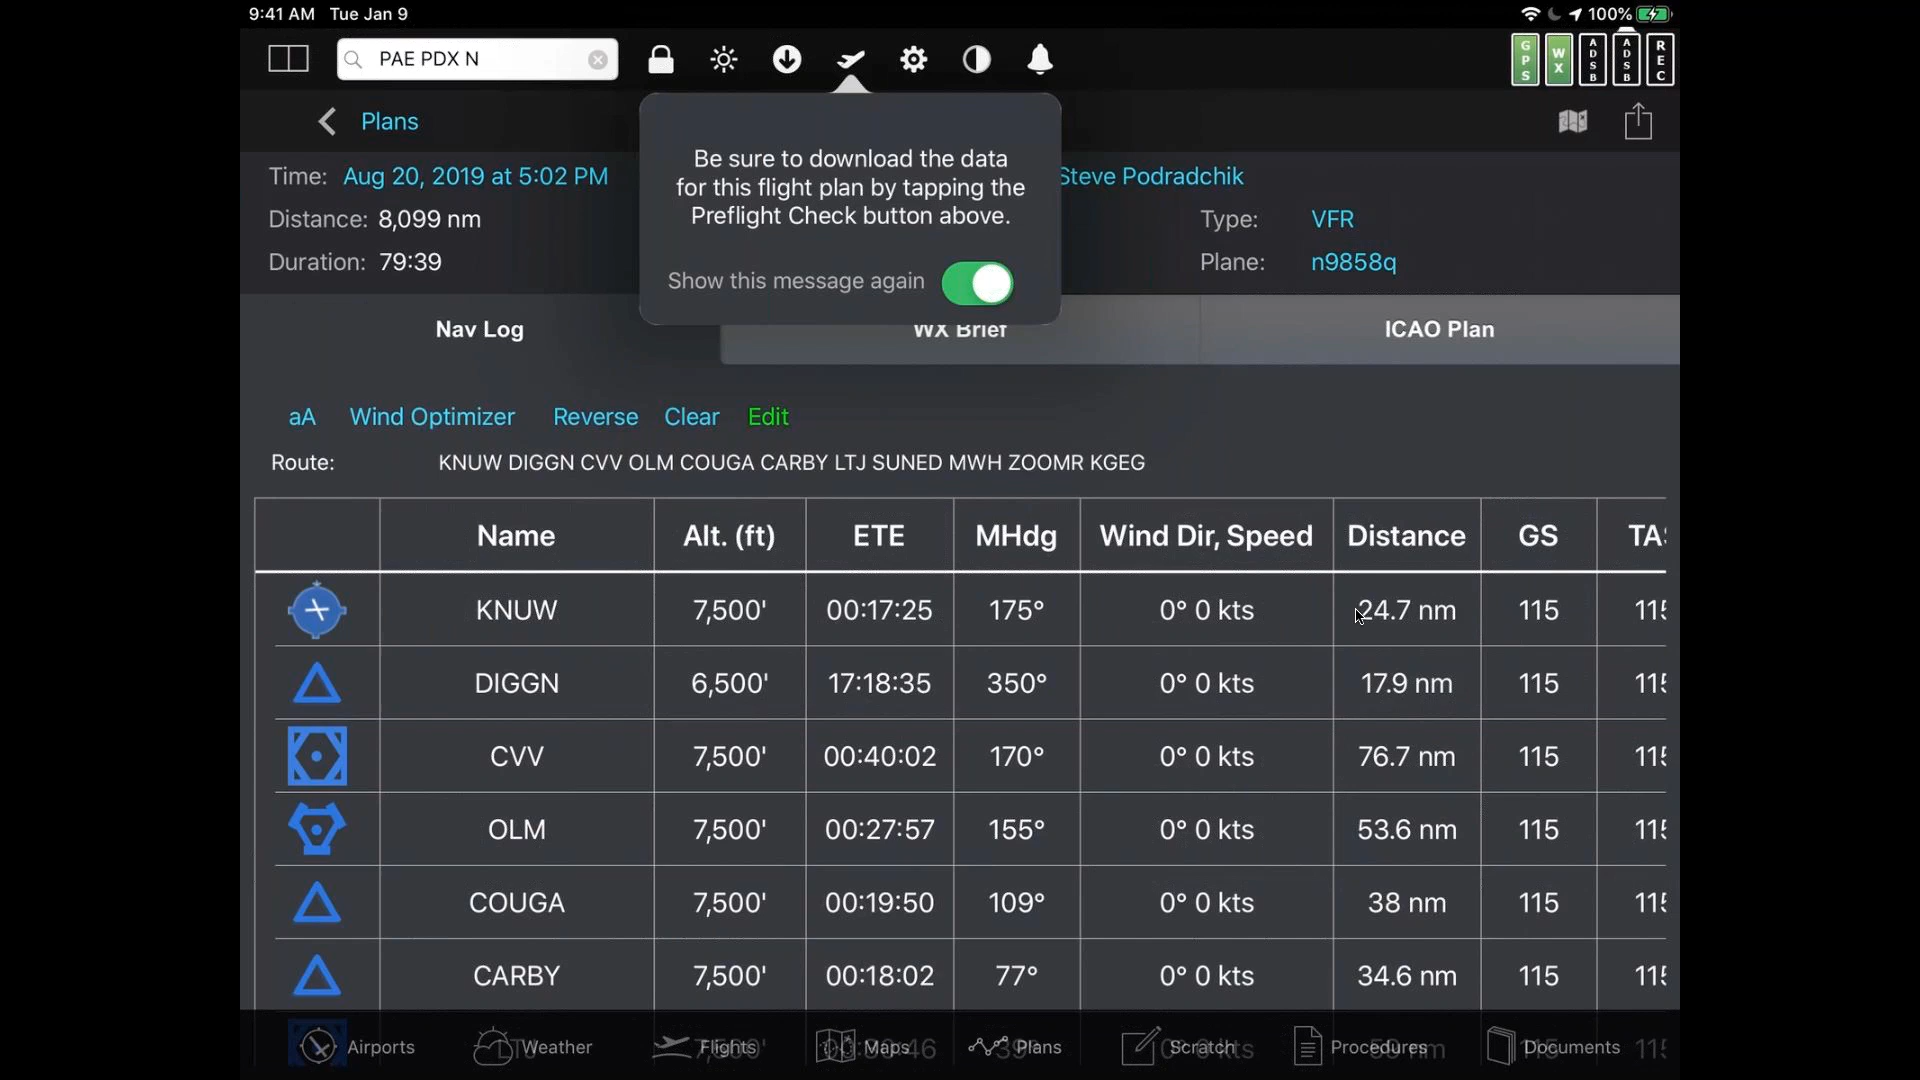 9:41 AM Tue Jan 9
100%
PAE PDX N
GPS
WX
ADSB
ADSB
REC
Plans
Be sure to download the data
for this flight plan by tapping the
Preflight Check button above.
Show this message again
Time: Aug 20, 2019 at 5:02 PM
Steve Podradchik
Distance: 8,099 nm
Type: VFR
Duration: 79:39
Plane: n9858q
Nav Log
WX Brief
ICAO Plan
aA Wind Optimizer Reverse Clear Edit
Route: KNUW DIGGN CVV OLM COUGA CARBY LTJ SUNED MWH ZOOMR KGEG
Name Alt. (ft) ETE MHdg Wind Dir, Speed Distance GS
KNUW 7,500' 00:17:25 175° 0° 0 kts 24.7 nm 115
DIGGN 6,500' 17:18:35 350° 0° 0 kts 17.9 nm 115
CVV 7,500' 00:40:02 170° 0° 0 kts 76.7 nm 115
OLM 7,500' 00:27:57 155° 0° 0 kts 53.6 nm 115
COUGA 7,500' 00:19:50 109° 0° 0 kts 38 nm 115
CARBY 7,500' 00:18:02 77° 0° 0 kts 34.6 nm 115
Airports Weather Flights Maps Plans Scratch Procedures Documents